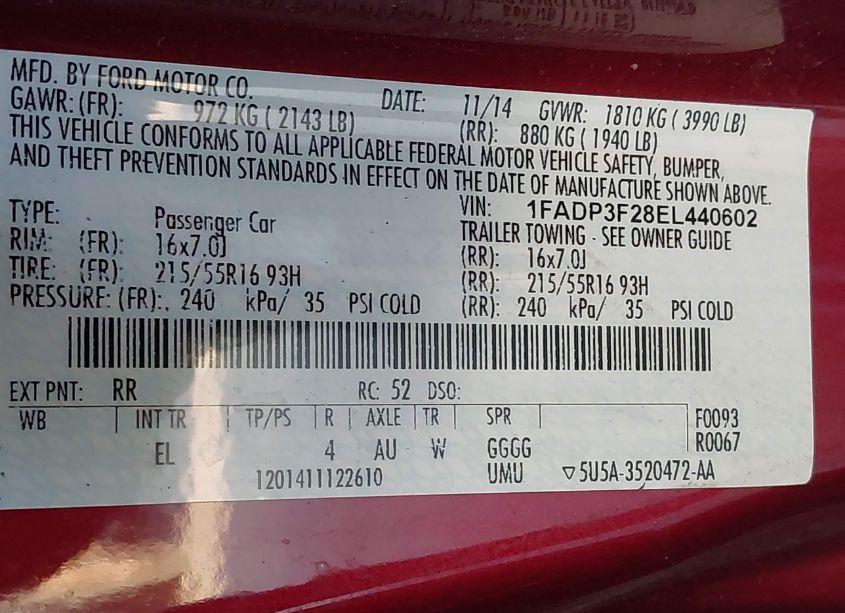 MFD. BY FORD MOTOR CO.
DATE: 11/14 GVWR: 1810 KG ( 3990 LB)
GAWR: (FR): 972 KG ( 2143 LB) (RR): 880 KG ( 1940 LB)
THIS VEHICLE CONFORMS TO ALL APPLICABLE FEDERAL MOTOR VEHICLE SAFETY, BUMPER,
AND THEFT PREVENTION STANDARDS IN EFFECT ON THE DATE OF MANUFACTURE SHOWN ABOVE.
VIN: 1FADP3F28EL440602
TYPE: Passenger Car TRAILER TOWING - SEE OWNER GUIDE
RIM: (FR): 16x7.0J (RR): 16x7.0J
TIRE: (FR): 215/55R16 93H (RR): 215/55R16 93H
PRESSURE: (FR): 240 kPa/ 35 PSI COLD (RR): 240 kPa/ 35 PSI COLD
EXT PNT: RR RC: 52 DSO:
WB INT TR TP/PS R AXLE TR SPR F0093
EL 4 AU W GGGG R0067
1201411122610 UMU ▽5U5A-3520472-AA